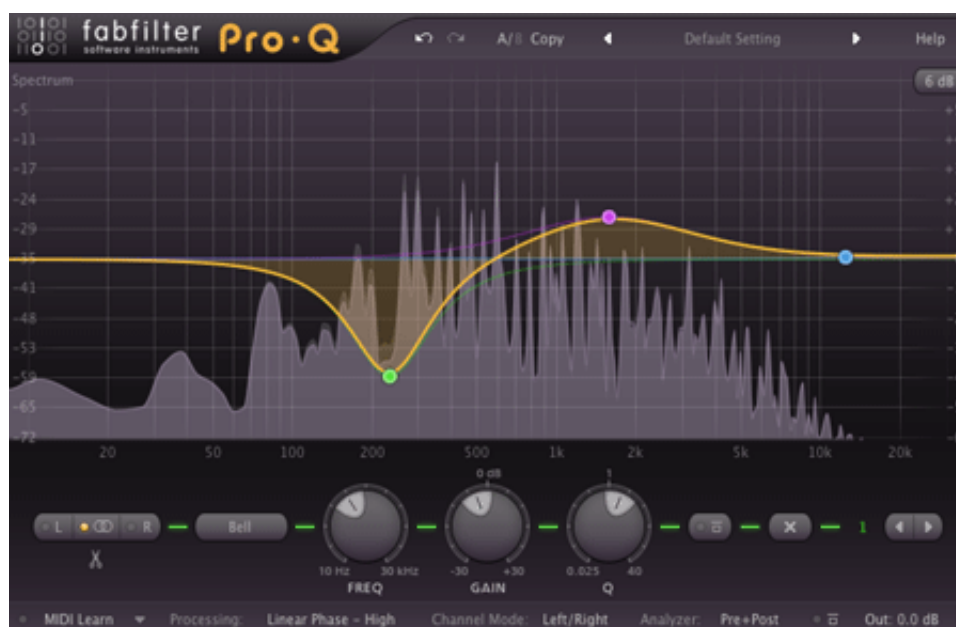 fabfilter Pro·Q
software instruments
A/B Copy Default Setting Help
Spectrum 6 dB
-5
-11
-17
-24
-29
-35
-41
-48
-53
-59
-65
-72
20 50 100 200 500 1k 2k 5k 10k 20k
0 dB 1
L R Bell 1
10 Hz 30 kHz -30 +30 0.025 40
FREQ GAIN Q
MIDI Learn Processing: Linear Phase - High Channel Mode: Left/Right Analyzer: Pre+Post Out: 0.0 dB